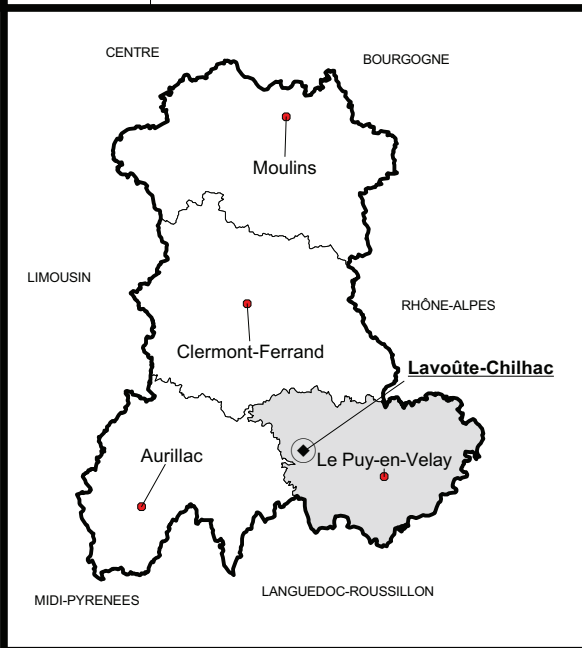 CENTRE
BOURGOGNE
Moulins
LIMOUSIN
RHÔNE-ALPES
Clermont-Ferrand
Lavoûte-Chilhac
Aurillac
Le Puy-en-Velay
LANGUEDOC-ROUSSILLON
MIDI-PYRENEES